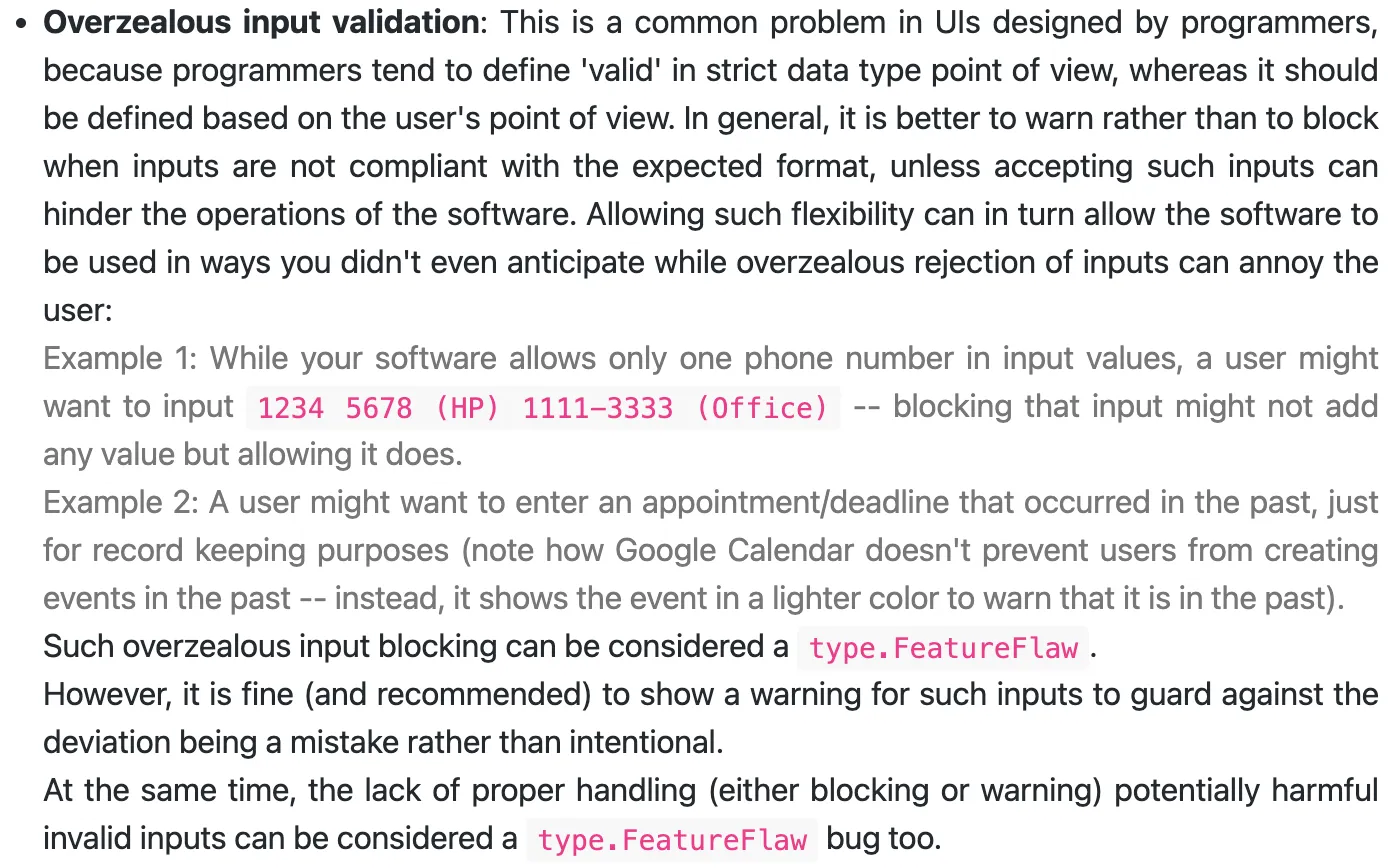 • Overzealous input validation: This is a common problem in UIs designed by programmers,
because programmers tend to define 'valid' in strict data type point of view, whereas it should
be defined based on the user's point of view. In general, it is better to warn rather than to block
when inputs are not compliant with the expected format, unless accepting such inputs can
hinder the operations of the software. Allowing such flexibility can in turn allow the software to
be used in ways you didn't even anticipate while overzealous rejection of inputs can annoy the
user:
Example 1: While your software allows only one phone number in input values, a user might
want to input 1234 5678 (HP) 1111-3333 (Office) -- blocking that input might not add
any value but allowing it does.
Example 2: A user might want to enter an appointment/deadline that occurred in the past, just
for record keeping purposes (note how Google Calendar doesn't prevent users from creating
events in the past -- instead, it shows the event in a lighter color to warn that it is in the past).
Such overzealous input blocking can be considered a type.FeatureFlaw.
However, it is fine (and recommended) to show a warning for such inputs to guard against the
deviation being a mistake rather than intentional.
At the same time, the lack of proper handling (either blocking or warning) potentially harmful
invalid inputs can be considered a type.FeatureFlaw bug too.